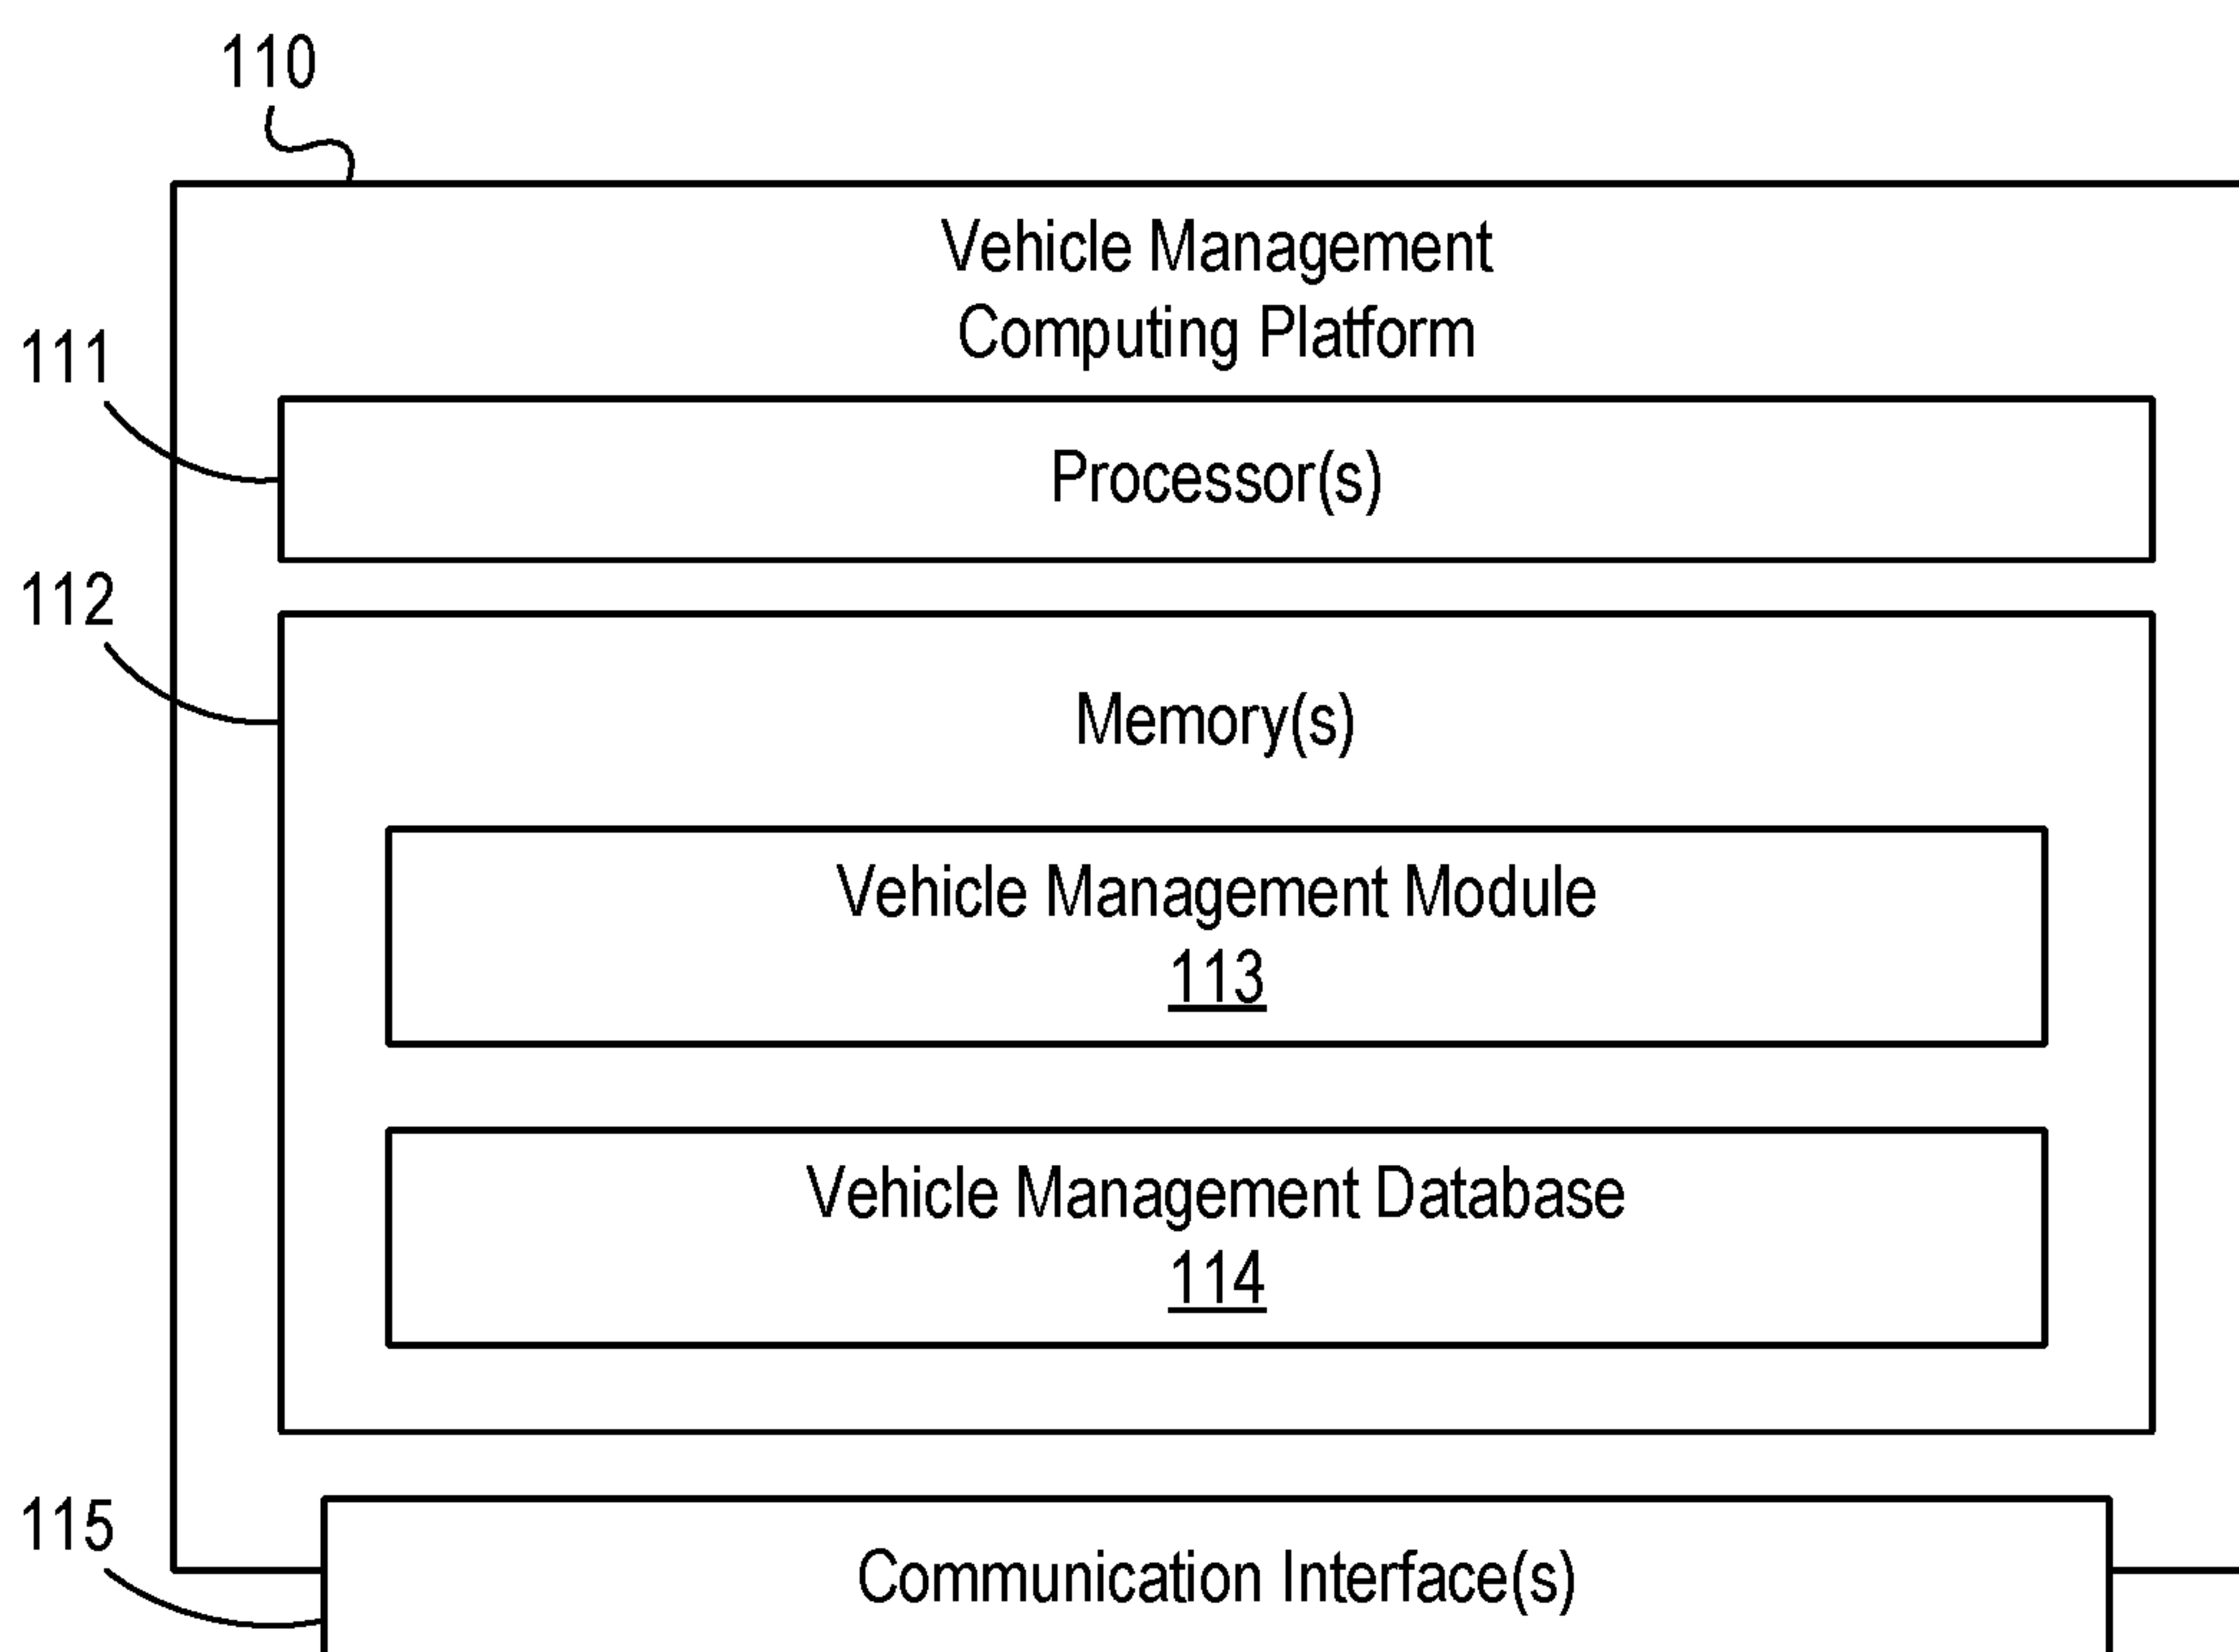 110
Vehicle Management
Computing Platform
111
Processor(s)
112
Memory(s)
Vehicle Management Module
113
Vehicle Management Database
114
115
Communication Interface(s)